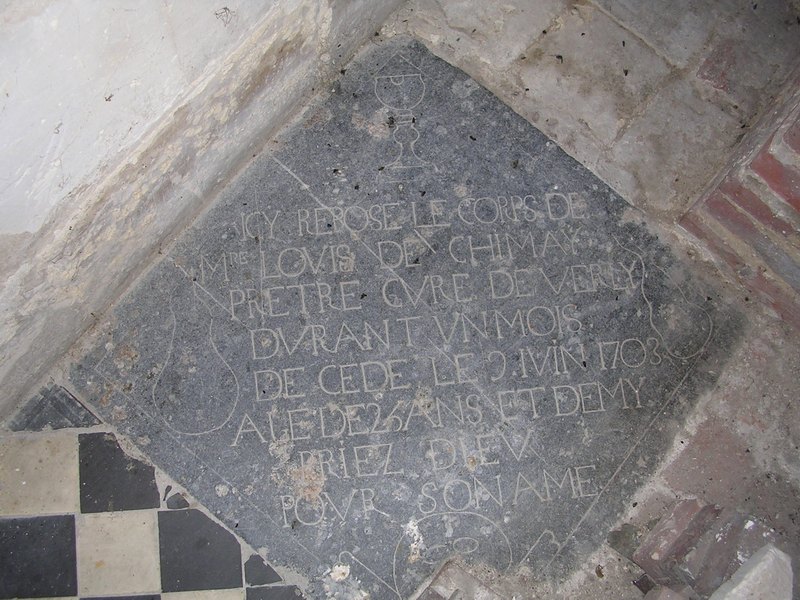 ICY REPOSE LE CORPS DE
Mre LOVIS DE CHIMAY
PRETRE CVRE DE VERLY
DVRANT VN MOIS
DECEDE LE 9 IVIN 1703
AGE DE 26 ANS ET DEMY
PRIEZ DIEV
POVR SON AME